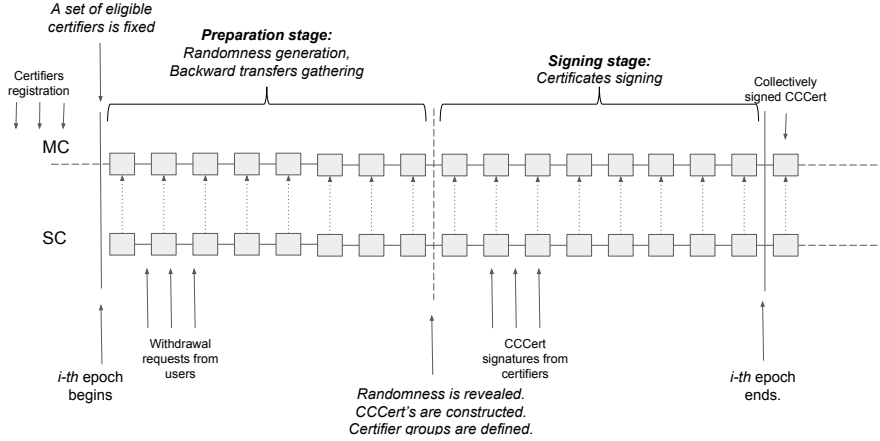 A set of eligible
certifiers is fixed
Preparation stage:
Randomness generation,
Backward transfers gathering
Signing stage:
Certificates signing
Certifiers
registration
Collectively
signed CCCert
MC
SC
Withdrawal
requests from
users
CCCert
signatures from
certifiers
i-th epoch
begins
Randomness is revealed.
CCCert's are constructed.
Certifier groups are defined.
i-th epoch
ends.